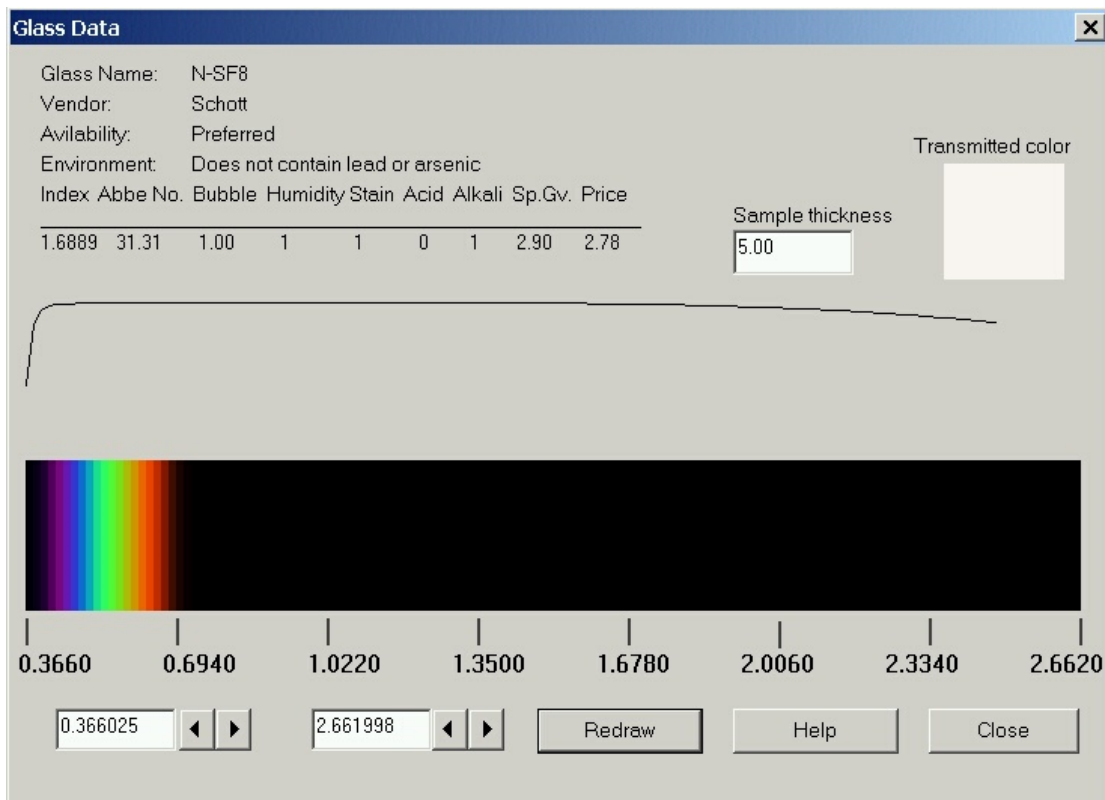 Glass Data
Glass Name: N-SF8
Vendor: Schott
Avilability: Preferred
Environment: Does not contain lead or arsenic
Index Abbe No. Bubble Humidity Stain Acid Alkali Sp.Gv. Price
1.6889 31.31 1.00 1 1 0 1 2.90 2.78
Sample thickness
5.00
Transmitted color
0.3660 0.6940 1.0220 1.3500 1.6780 2.0060 2.3340 2.6620
0.366025 2.661998 Redraw Help Close